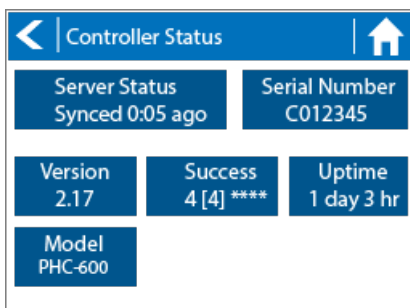 Controller Status
Server Status
Synced 0:05 ago
Serial Number
C012345
Version
2.17
Success
4 [4] ****
Uptime
1 day 3 hr
Model
PHC-600